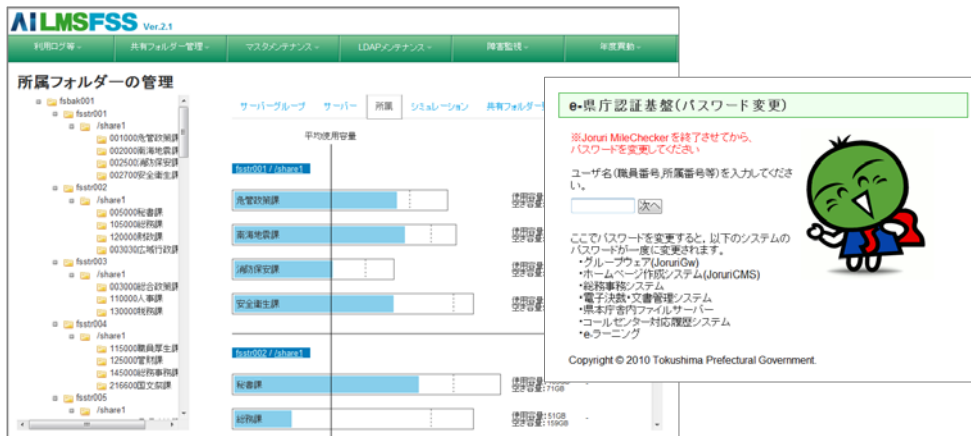 AILMSFSS Ver.2.1
利用ログ等
共有フォルダー管理
マスタメンテナンス
LDAPメンテナンス
障害監視
年度異動
所属フォルダーの管理
fsbak001
fsstr001
/share1
001000危管政策課
002000南海地震課
002500消防保安課
002700安全衛生課
fsstr002
/share1
005000秘書課
105000総務課
120000財政課
003030広域行政課
fsstr003
/share1
003000総合政策課
110000人事課
130000税務課
fsstr004
/share1
115000職員厚生課
125000管財課
145000総務事務課
216600国文祭課
fsstr005
/share1
サーバーグループ
サーバー
所属
シミュレーション
平均使用容量
fsstr001 / /share1
危管政策課
南海地震課
消防保安課
安全衛生課
fsstr002 / /share1
秘書課
空き容量: 71GB
総務課
使用容量: 51GB
空き容量: 159GB
e-県庁認証基盤(パスワード変更)
※Joruri MileCheckerを終了させてから、
パスワードを変更してください
ユーザ名(職員番号,所属番号等)を入力してくださ
い。
次へ
ここでパスワードを変更すると、以下のシステムの
パスワードが一度に変更されます。
・グループウェア(JoruriGw)
・ホームページ作成システム(JoruriCMS)
・総務事務システム
・電子決裁・文書管理システム
・県本庁舎内ファイルサーバー
・コールセンター対応履歴システム
・e-ラーニング
Copyright © 2010 Tokushima Prefectural Government.